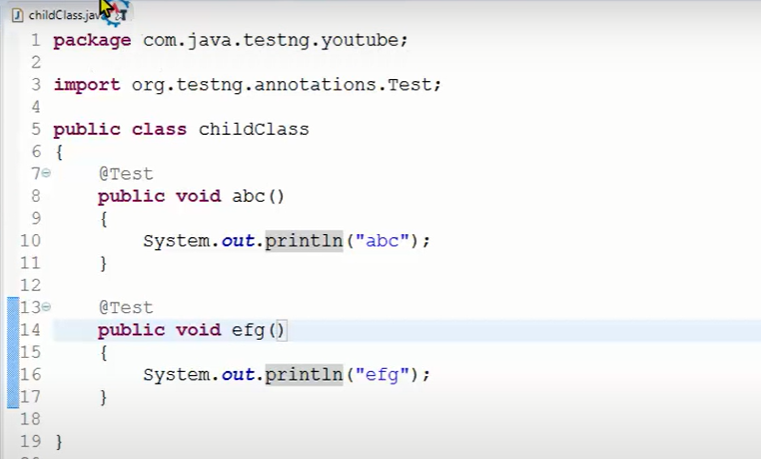 childClass.java
1 package com.java.testng.youtube;
2
3 import org.testng.annotations.Test;
4
5 public class childClass
6 {
7 @Test
8 public void abc()
9 {
10 System.out.println("abc");
11 }
12
13 @Test
14 public void efg()
15 {
16 System.out.println("efg");
17 }
18
19 }